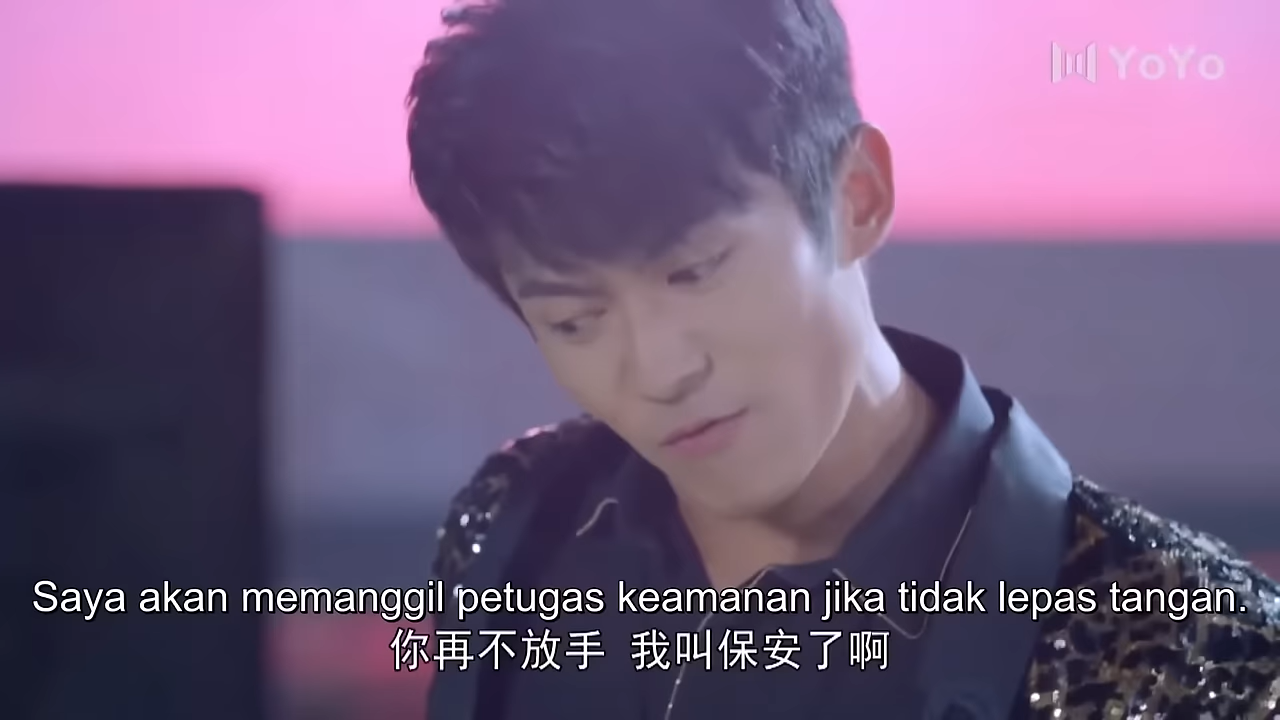 YoYo
Saya akan memanggil petugas keamanan jika tidak lepas tangan.
你再不放手 我叫保安了啊